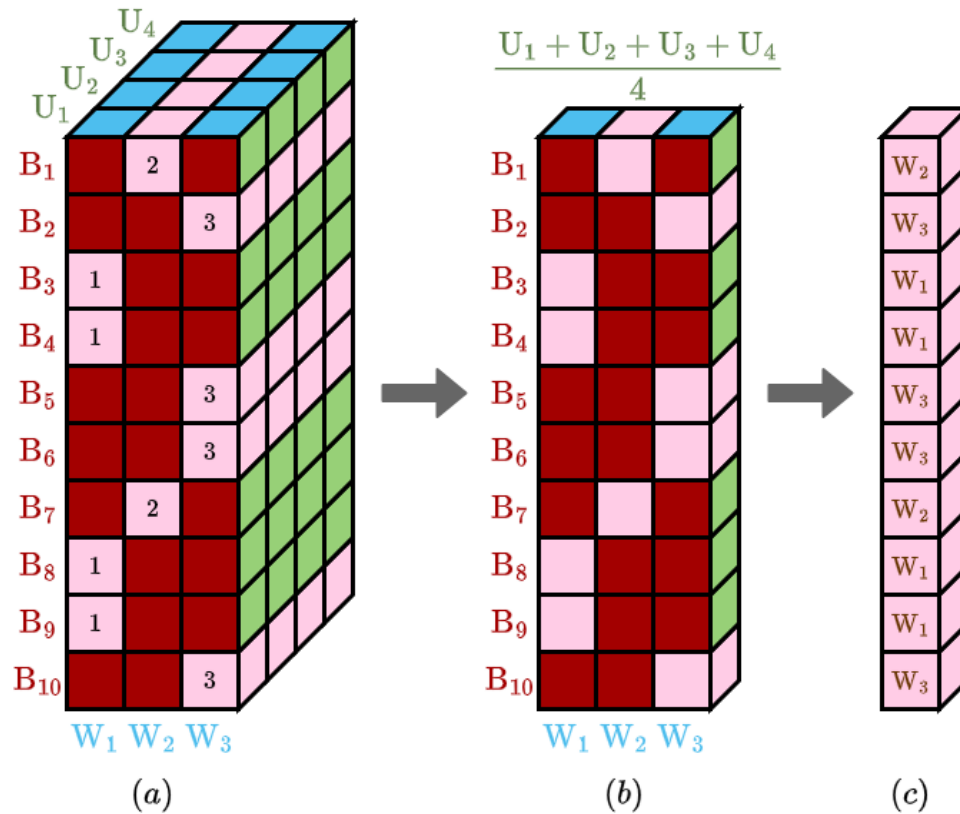 U₄
U₃
U₂
U₁
B₁ 2
B₂ 3
B₃ 1
B₄ 1
B₅ 3
B₆ 3
B₇ 2
B₈ 1
B₉ 1
B₁₀ 3
W₁ W₂ W₃
(a)
U₁ + U₂ + U₃ + U₄
4
B₁
B₂
B₃
B₄
B₅
B₆
B₇
B₈
B₉
B₁₀
W₁ W₂ W₃
(b)
W₂
W₃
W₁
W₁
W₃
W₃
W₂
W₁
W₁
W₃
(c)